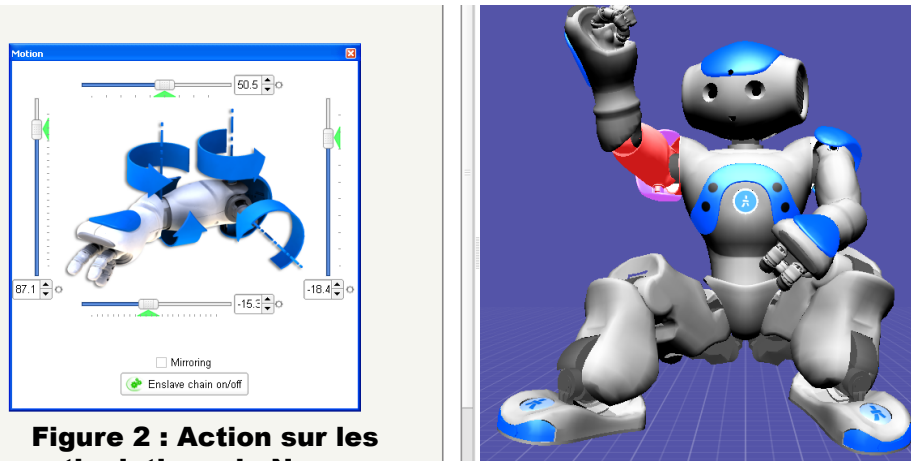 Motion
50.5
87.1
-18.4
-15.3
Mirroring
Enslave chain on/off
Figure 2 : Action sur les